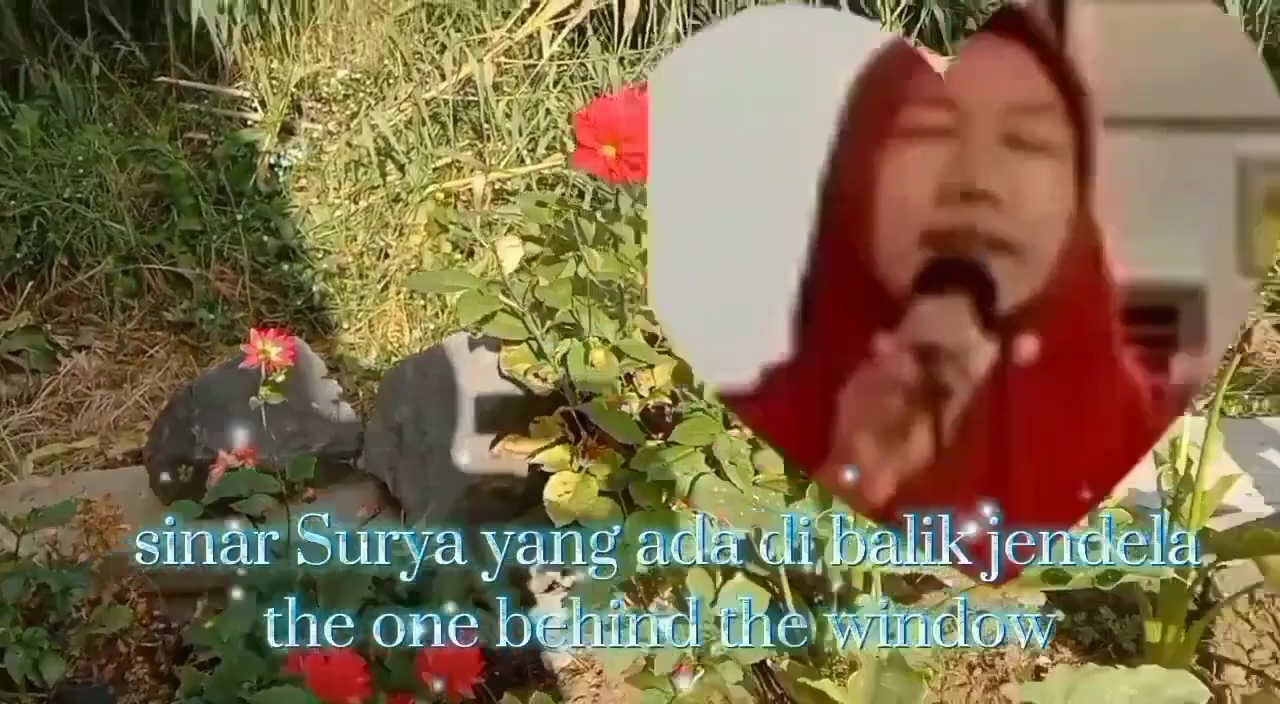 sinar Surya yang ada di balik jendela
the one behind the window